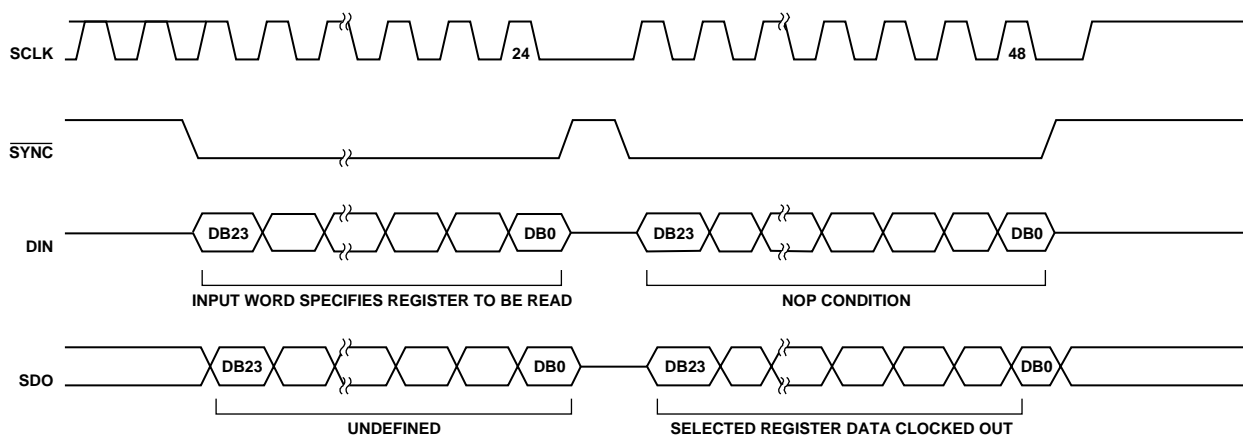 SCLK
24
48
SYNC
DIN
DB23
DB0
DB23
DB0
INPUT WORD SPECIFIES REGISTER TO BE READ
NOP CONDITION
SDO
DB23
DB0
DB23
DB0
UNDEFINED
SELECTED REGISTER DATA CLOCKED OUT